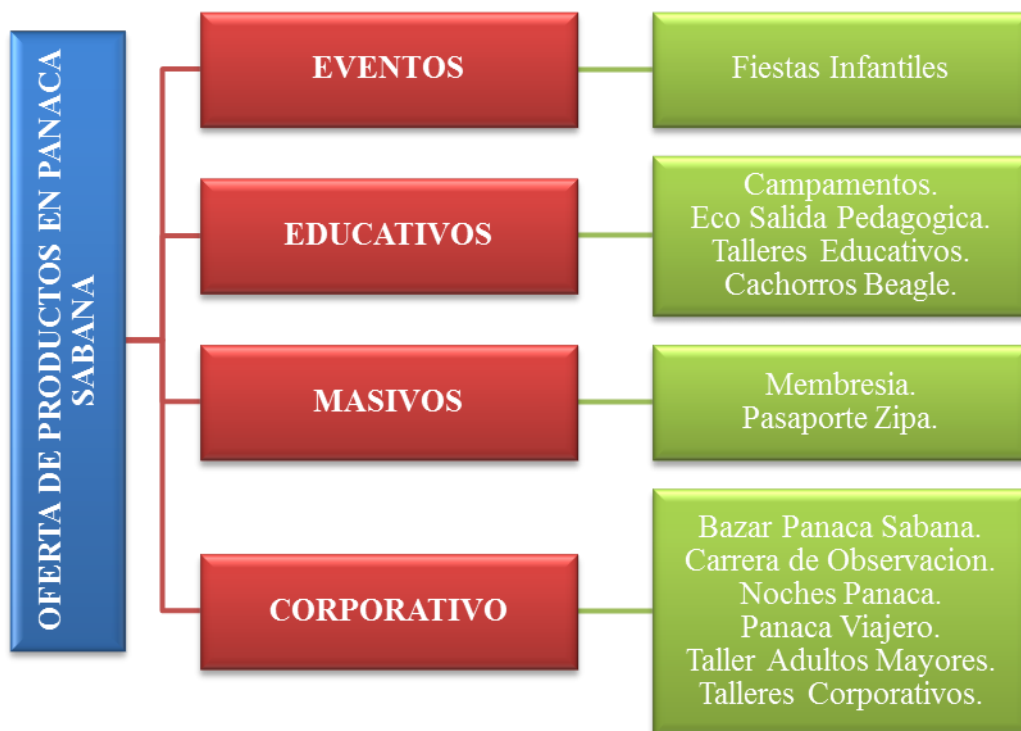 OFERTA DE PRODUCTOS EN PANACA
SABANA
EVENTOS
Fiestas Infantiles
EDUCATIVOS
Campamentos.
Eco Salida Pedagogica.
Talleres Educativos.
Cachorros Beagle.
MASIVOS
Membresia.
Pasaporte Zipa.
CORPORATIVO
Bazar Panaca Sabana.
Carrera de Observacion.
Noches Panaca.
Panaca Viajero.
Taller Adultos Mayores.
Talleres Corporativos.